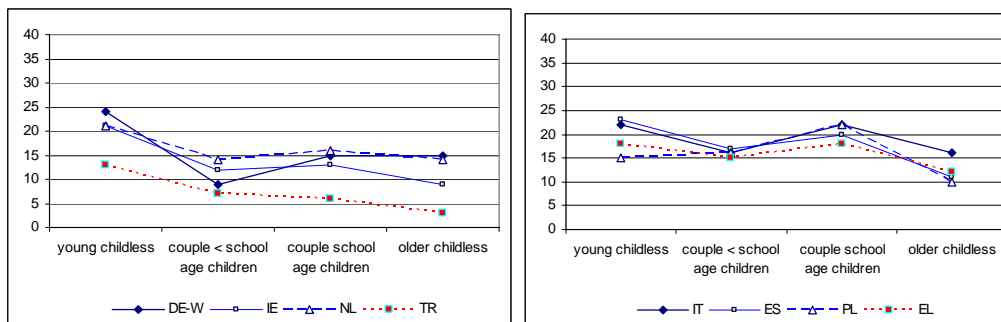 40
35
30
25
20
15
10
5
0
young childless
couple < school
age children
couple school
age children
older childless
DE-W
IE
NL
TR
40
35
30
25
20
15
10
5
0
young childless
couple < school
age children
couple school
age children
older childless
IT
ES
PL
EL